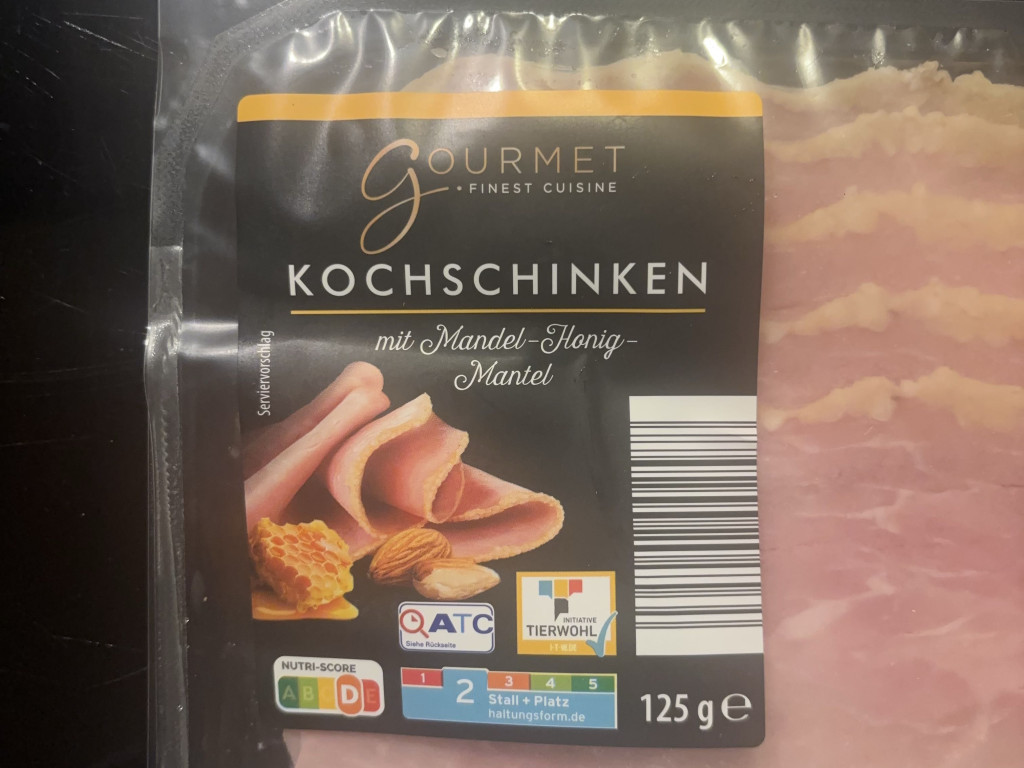 GOURMET
• FINEST CUISINE
KOCHSCHINKEN
mit Mandel-Honig-
Mantel
Serviervorschlag
QATC
Siehe Rückseite
INITIATIVE
TIERWOHL
NUTRI-SCORE
A B C D E
1 2 3 4 5
Stall + Platz
haltungsform.de
125 g e